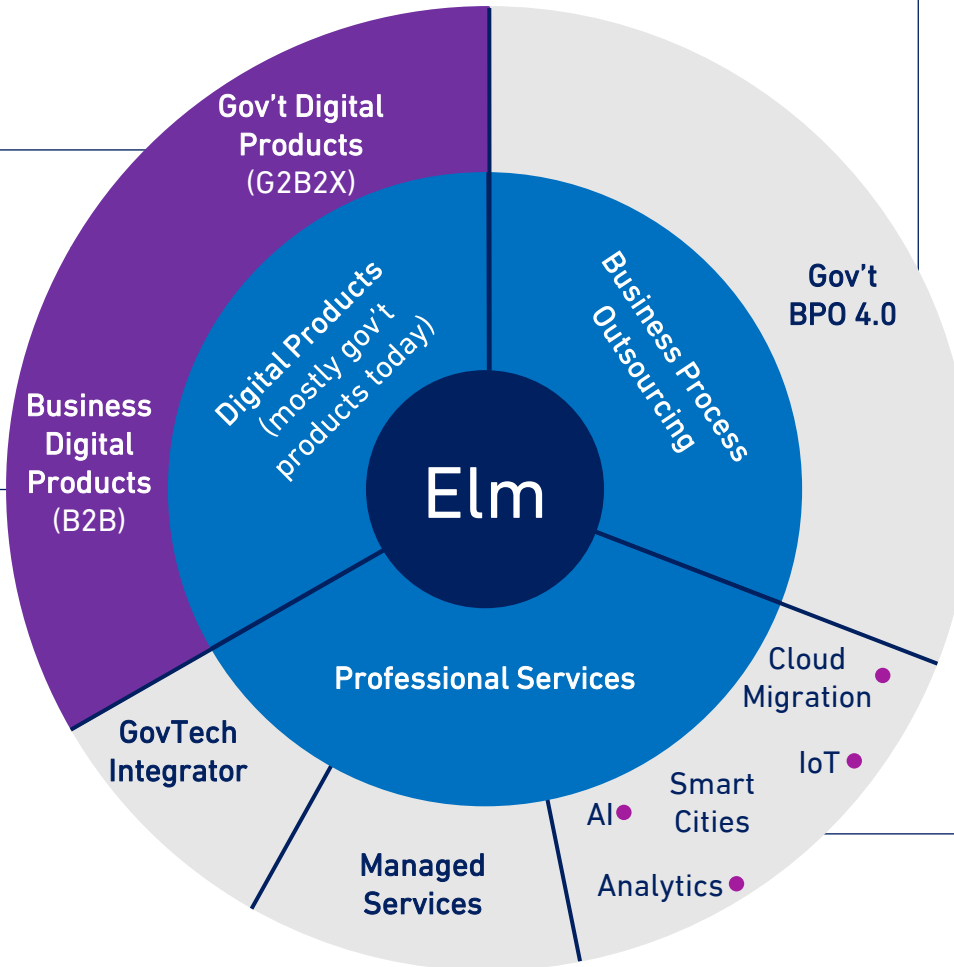 Gov't Digital
Products
(G2B2X)
Business
Digital
Products
(B2B)
Digital Products
(mostly gov't
products today)
Business Process
Outsourcing
Gov't
BPO 4.0
Elm
Professional Services
GovTech
Integrator
Managed
Services
Cloud
Migration
IoT
Smart
Cities
AI
Analytics